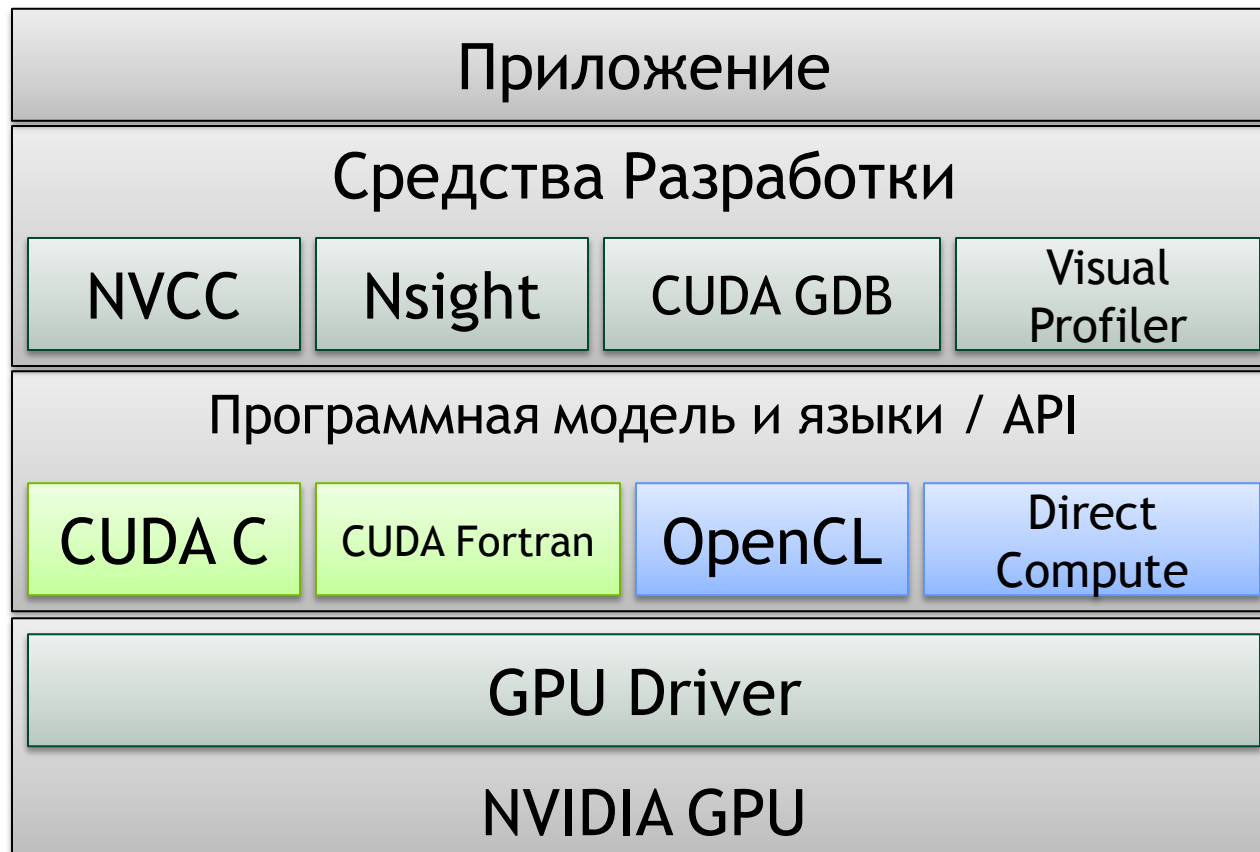 Приложение
Средства Разработки
NVCC
Nsight
CUDA GDB
Visual
Profiler
Программная модель и языки / API
CUDA C
CUDA Fortran
OpenCL
Direct
Compute
GPU Driver
NVIDIA GPU